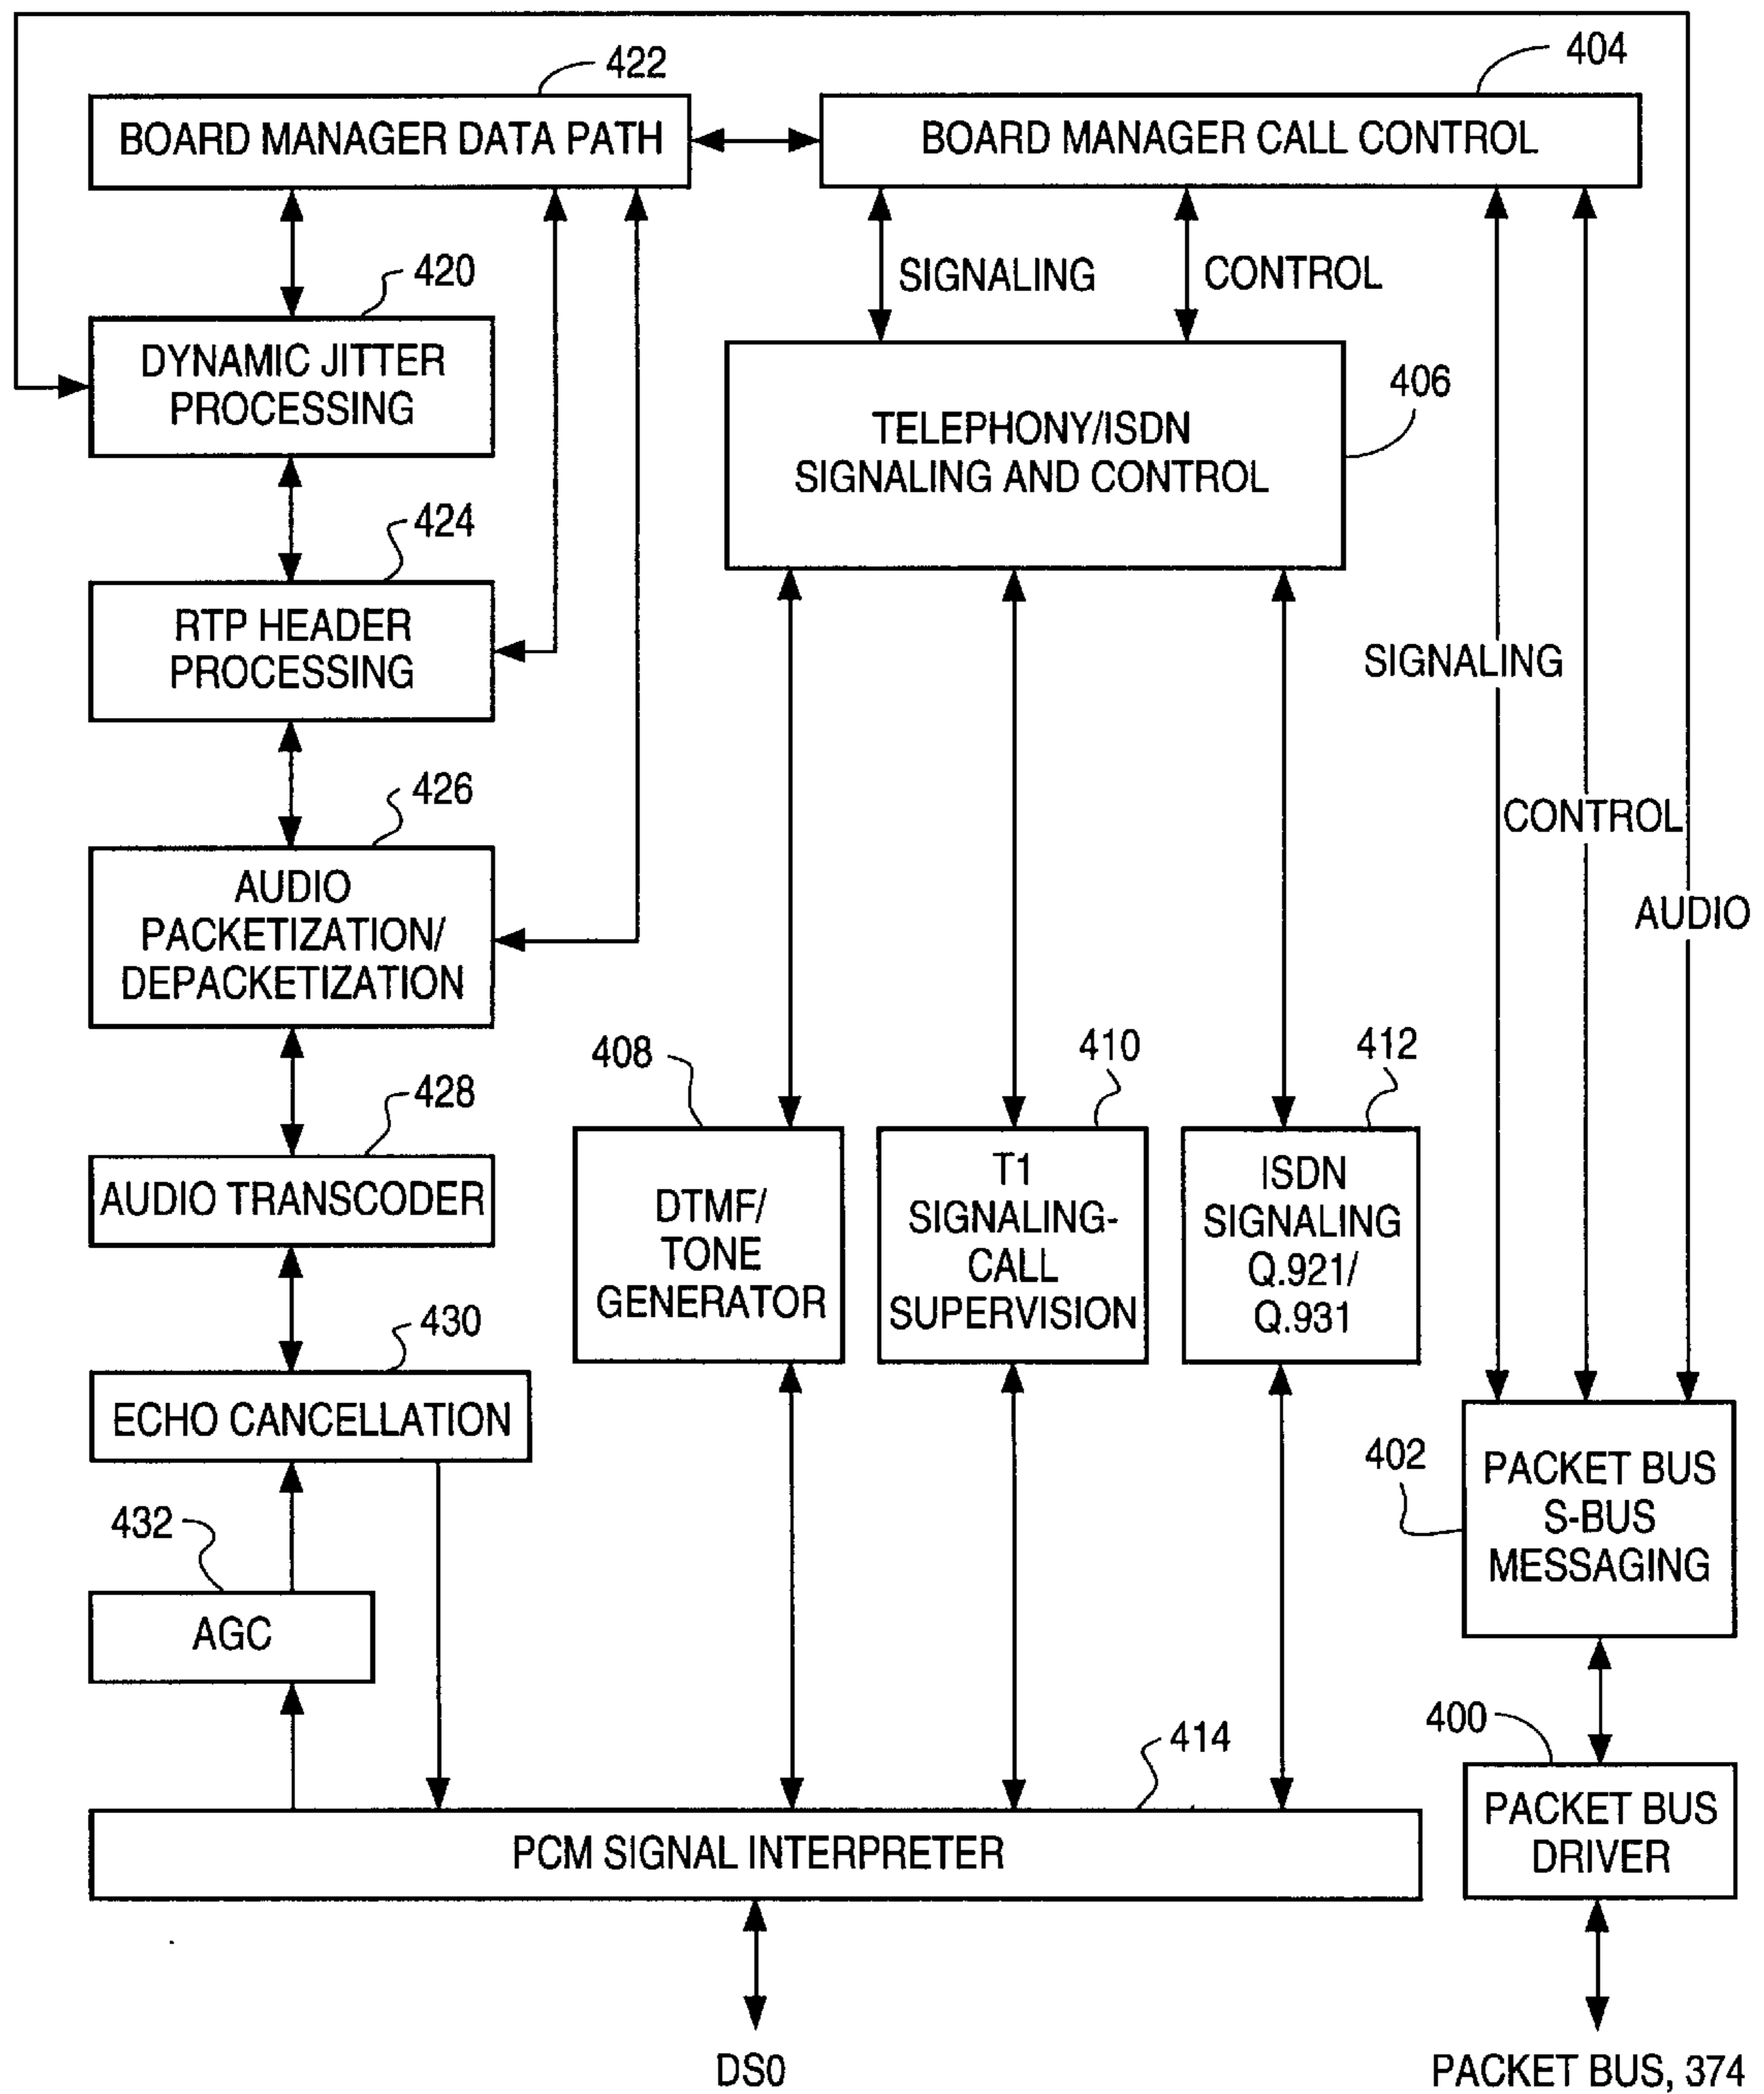 422
404
BOARD MANAGER DATA PATH
BOARD MANAGER CALL CONTROL
420
SIGNALING
CONTROL
DYNAMIC JITTER
PROCESSING
406
TELEPHONY/ISDN
SIGNALING AND CONTROL
424
RTP HEADER
PROCESSING
SIGNALING
426
CONTROL
AUDIO
PACKETIZATION/
DEPACKETIZATION
AUDIO
408
410
412
428
AUDIO TRANSCODER
DTMF/
TONE
GENERATOR
T1
SIGNALING-
CALL
SUPERVISION
ISDN
SIGNALING
Q.921/
Q.931
430
ECHO CANCELLATION
402
PACKET BUS
S-BUS
MESSAGING
432
AGC
400
414
PCM SIGNAL INTERPRETER
PACKET BUS
DRIVER
DS0
PACKET BUS, 374